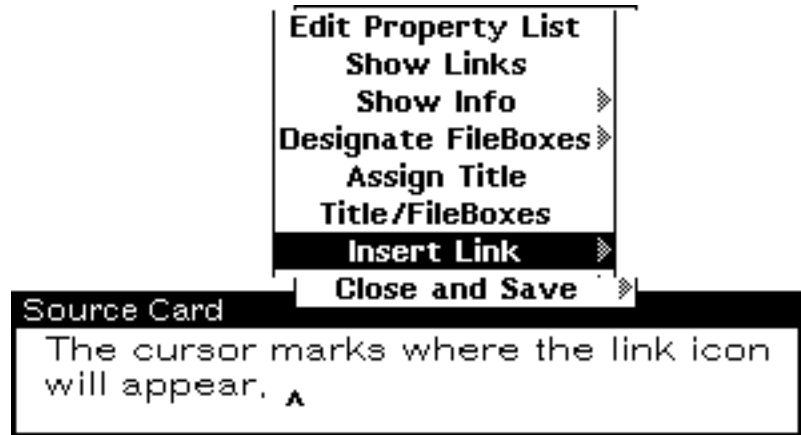 Edit Property List
Show Links
Show Info
Designate FileBoxes
Assign Title
Title/FileBoxes
Insert Link
Close and Save
Source Card
The cursor marks where the link icon
will appear.